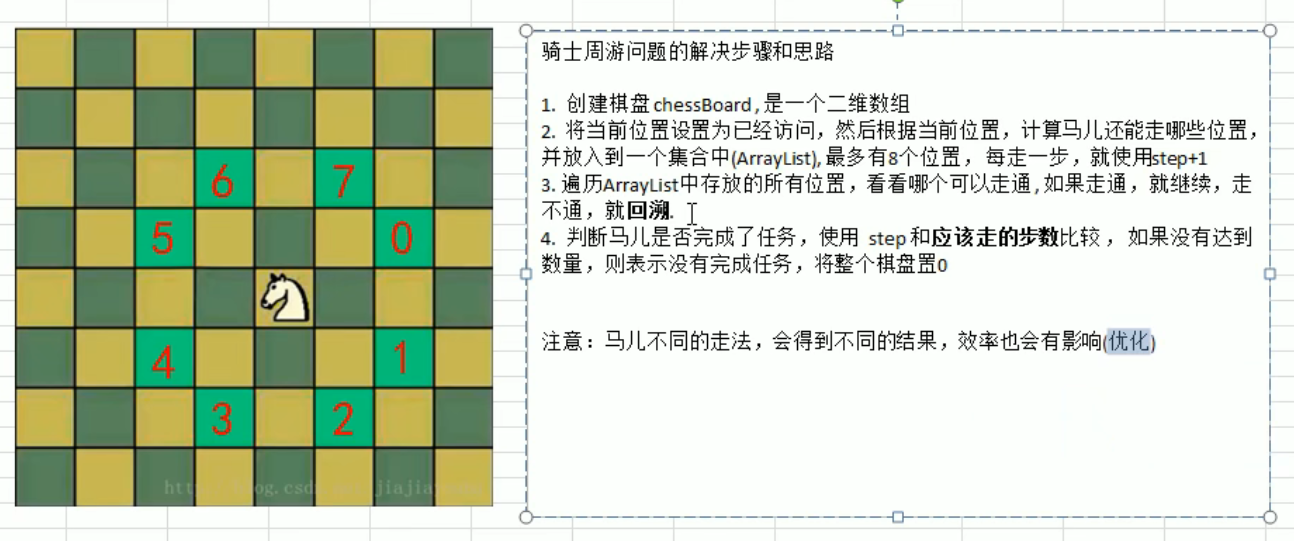 骑士周游问题的解决步骤和思路
1. 创建棋盘 chessBoard , 是一个二维数组
2. 将当前位置设置为已经访问，然后根据当前位置，计算马儿还能走哪些位置，
并放入到一个集合中(ArrayList), 最多有8个位置，每走一步，就使用step+1
3. 遍历ArrayList中存放的所有位置，看看哪个可以走通 , 如果走通，就继续，走
不通，就回溯.
4. 判断马儿是否完成了任务，使用 step 和应该走的步数比较 ，如果没有达到
数量，则表示没有完成任务，将整个棋盘置0
注意：马儿不同的走法，会得到不同的结果，效率也会有影响(优化)
6 7
5 0
4 1
3 2